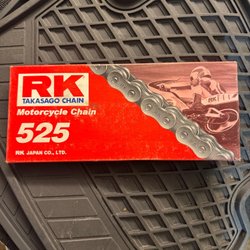 RK
TAKASAGO CHAIN
Motorcycle Chain
525
RK JAPAN CO., LTD.